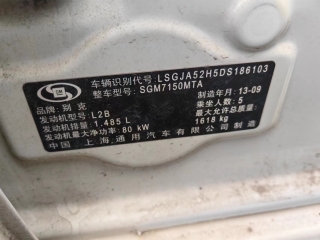 车辆识别代号: LSGJA52H5DS186103
整车型号: SGM7150MTA
品牌: 别克 制造年月: 13-09
发动机型号: L2B 乘坐人数: 5
发动机排量: 1.485 L 最大允许总质量:
发动机最大净功率: 80 kW 1618 kg
中国 上海通用汽车有限公司